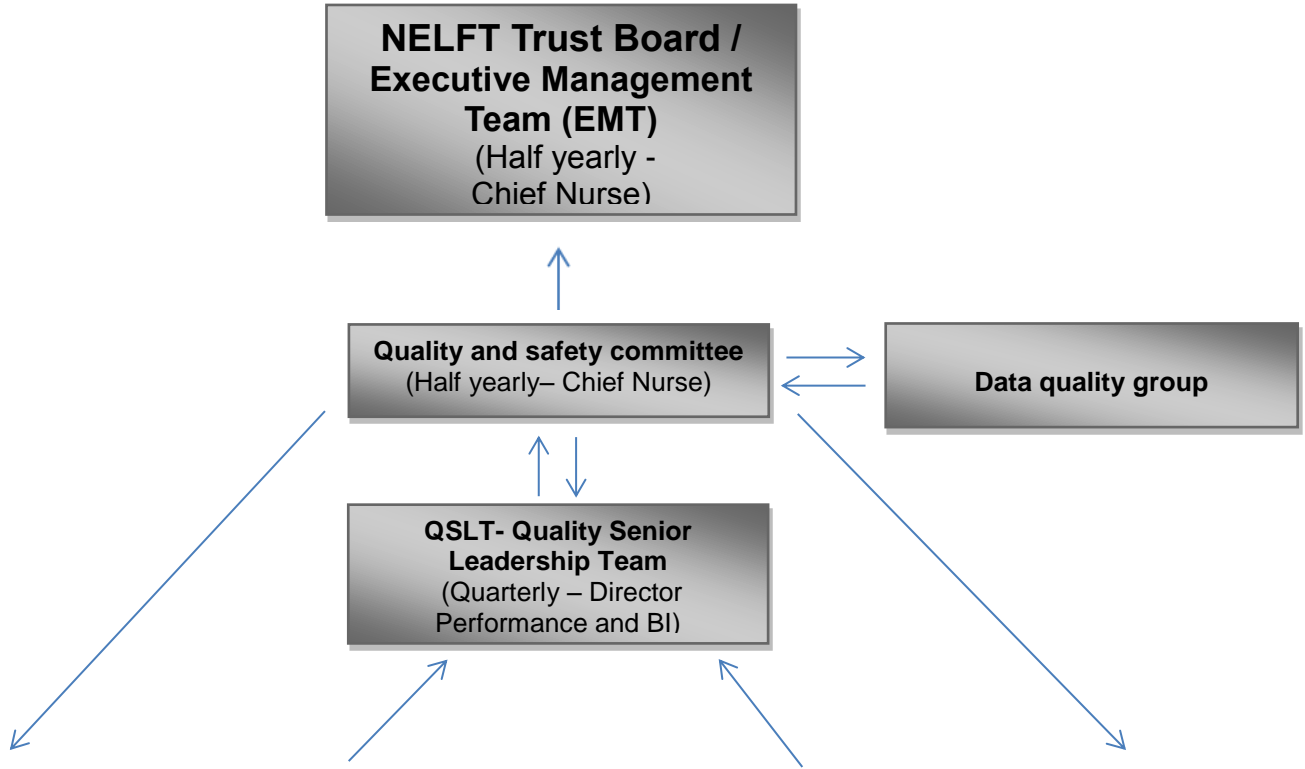 NELFT Trust Board /
Executive Management
Team (EMT)
(Half yearly -
Chief Nurse)
Quality and safety committee
(Half yearly– Chief Nurse)
Data quality group
QSLT- Quality Senior
Leadership Team
(Quarterly – Director
Performance and BI)